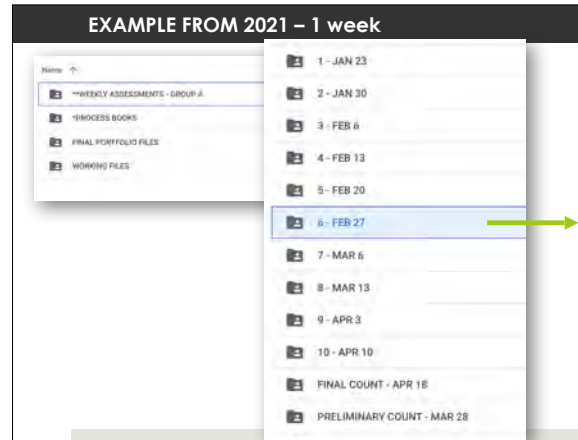 EXAMPLE FROM 2021 – 1 week
Name ↑
**WEEKLY ASSESSMENTS - GROUP A
*PROCESS BOOKS
FINAL PORTFOLIO FILES
WORKING FILES
1 - JAN 23
2 - JAN 30
3 - FEB 6
4 - FEB 13
5 - FEB 20
6 - FEB 27
7 - MAR 6
8 - MAR 13
9 - APR 3
10 - APR 10
FINAL COUNT - APR 18
PRELIMINARY COUNT - MAR 28